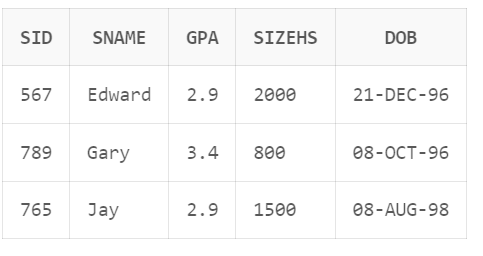 SID SNAME GPA SIZEHS DOB
567 Edward 2.9 2000 21-DEC-96
789 Gary 3.4 800 08-OCT-96
765 Jay 2.9 1500 08-AUG-98